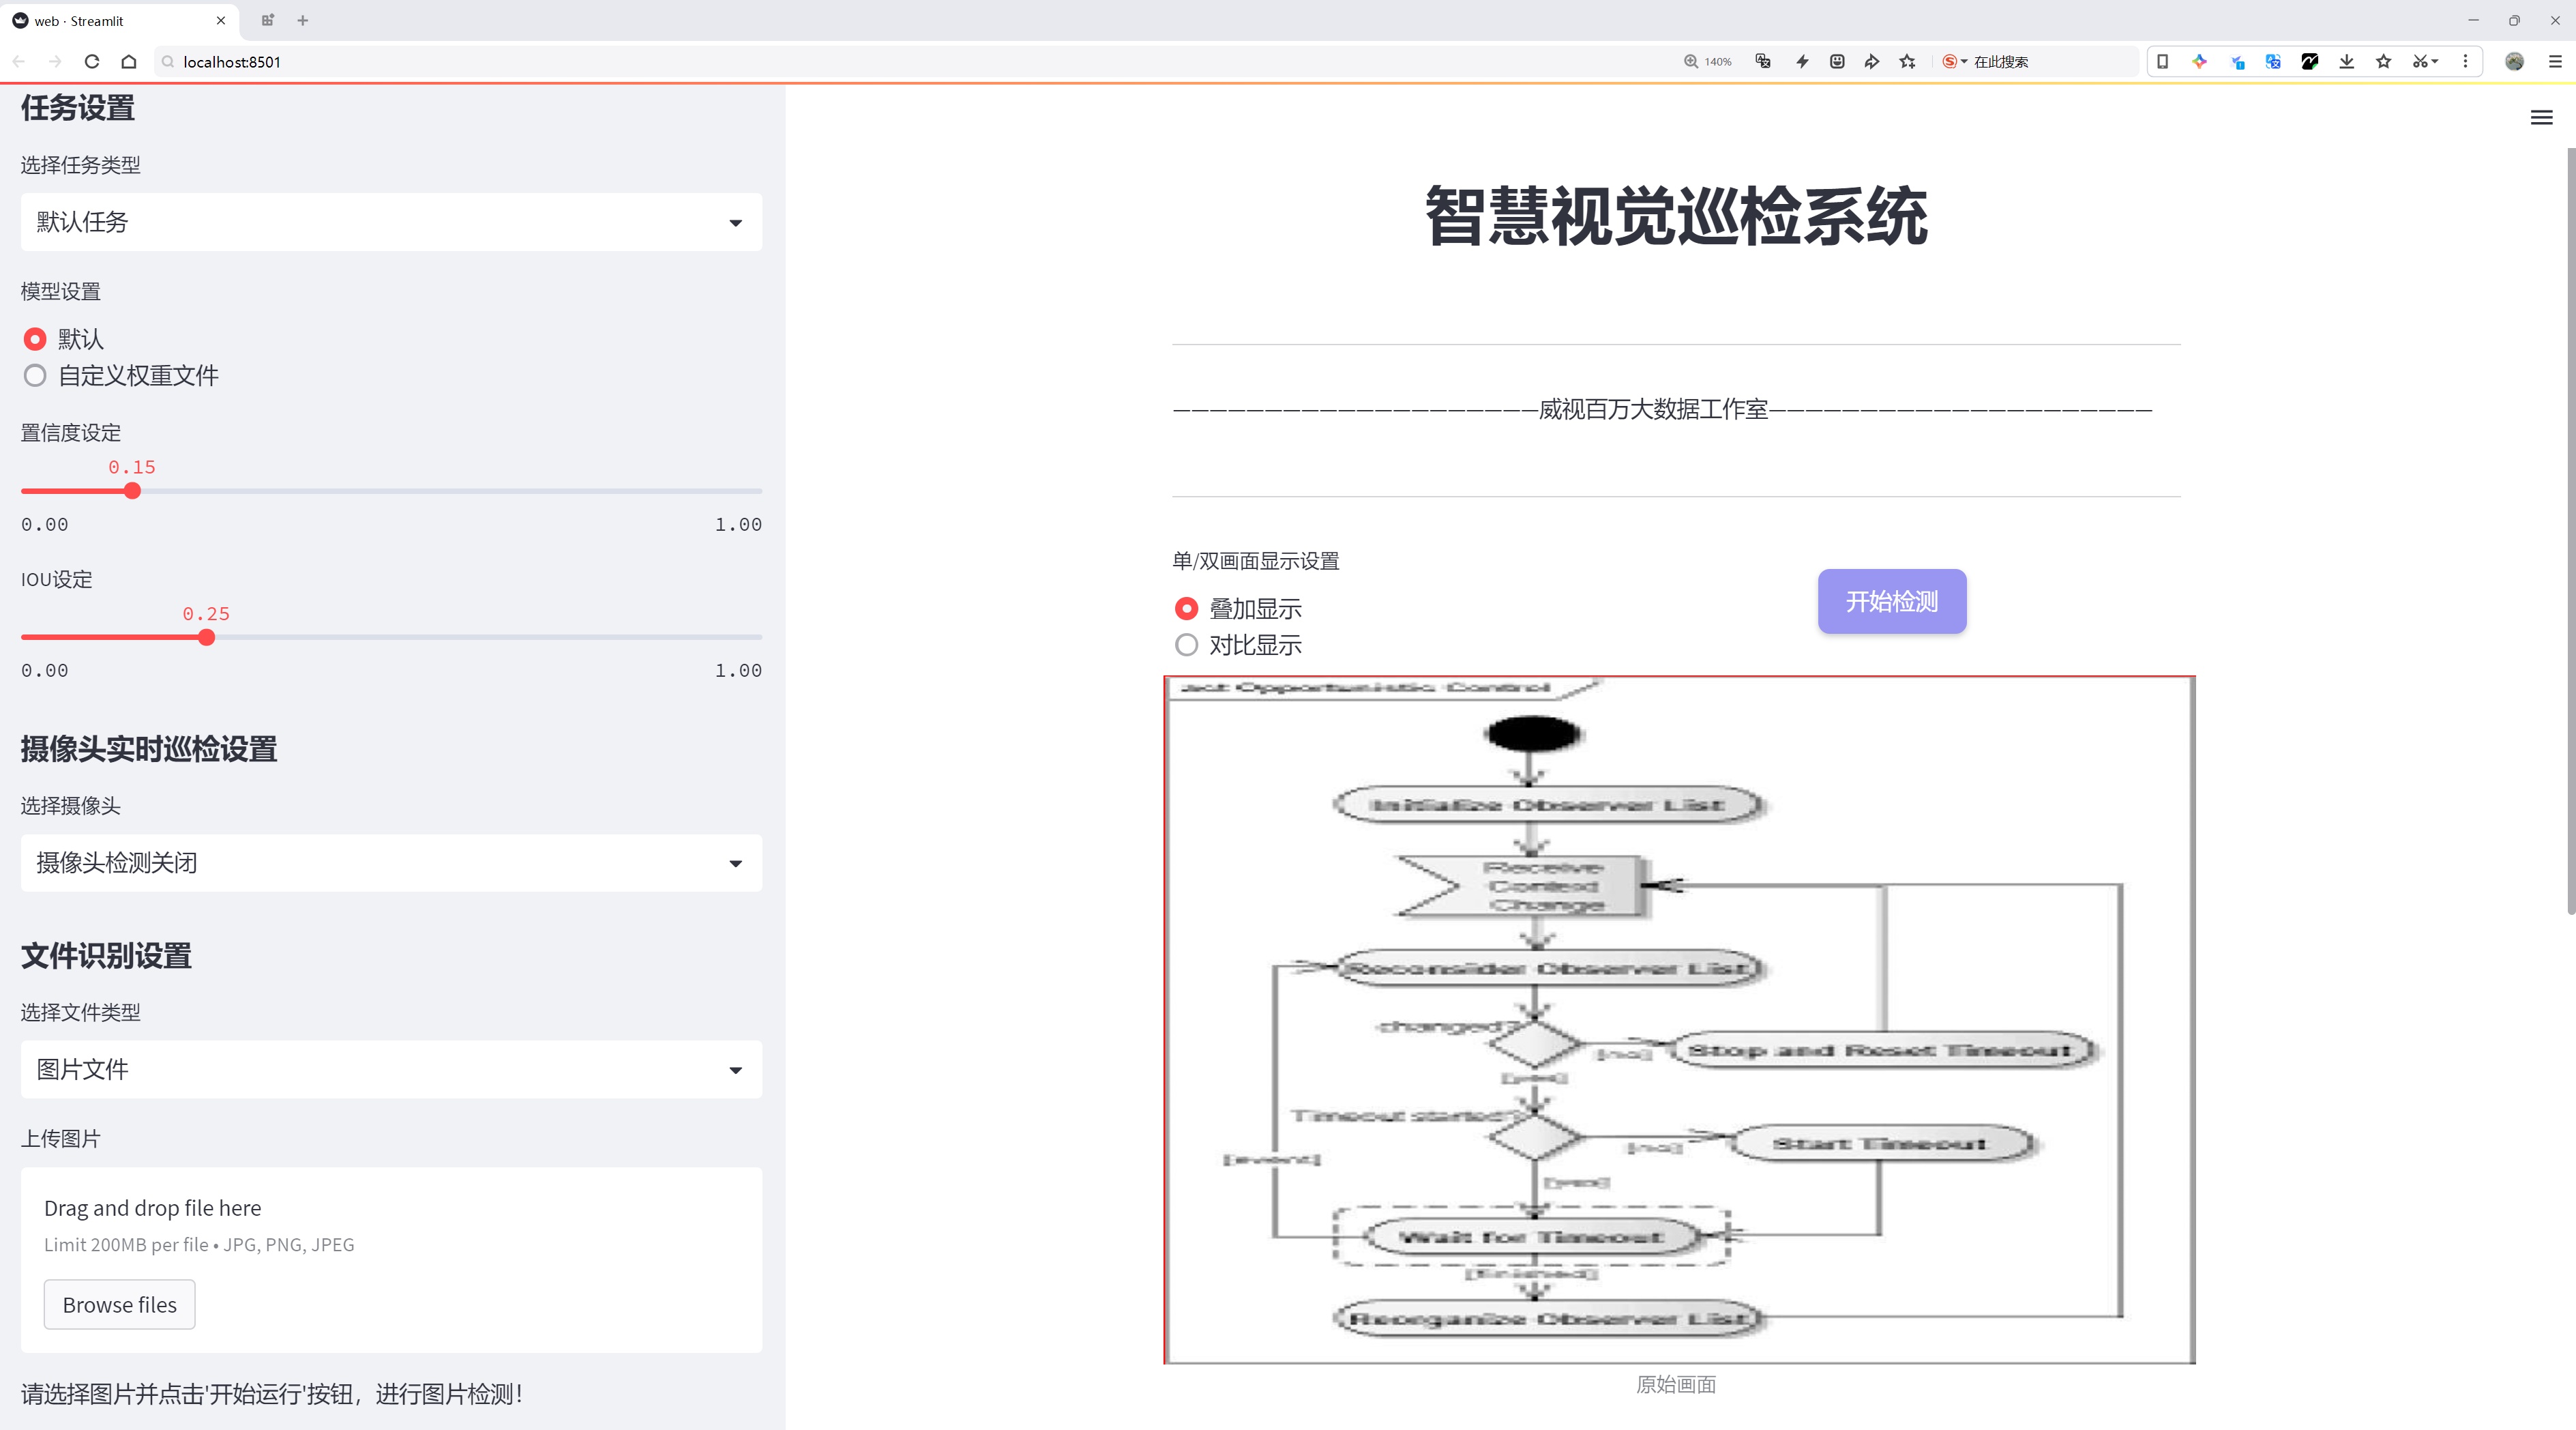 web · Streamlit
localhost:8501
140%
在此搜索
任务设置
选择任务类型
默认任务
模型设置
默认
自定义权重文件
置信度设定
0.15
0.00
1.00
IOU设定
0.25
0.00
1.00
摄像头实时巡检设置
选择摄像头
摄像头检测关闭
文件识别设置
选择文件类型
图片文件
上传图片
Drag and drop file here
Limit 200MB per file • JPG, PNG, JPEG
Browse files
请选择图片并点击'开始运行'按钮，进行图片检测！
智慧视觉巡检系统
————————————————————威视百万大数据工作室—————————————————————
单/双画面显示设置
叠加显示
对比显示
开始检测
act Opportunistic Control
Initialize Observer List
Receive
Context
Change
Reconsider Observer List
changed?
[no]
Stop and Reset Timeout
[yes]
Timeout started?
[no]
Start Timeout
[event]
[yes]
Wait for Timeout
[finished]
Reorganize Observer List
原始画面